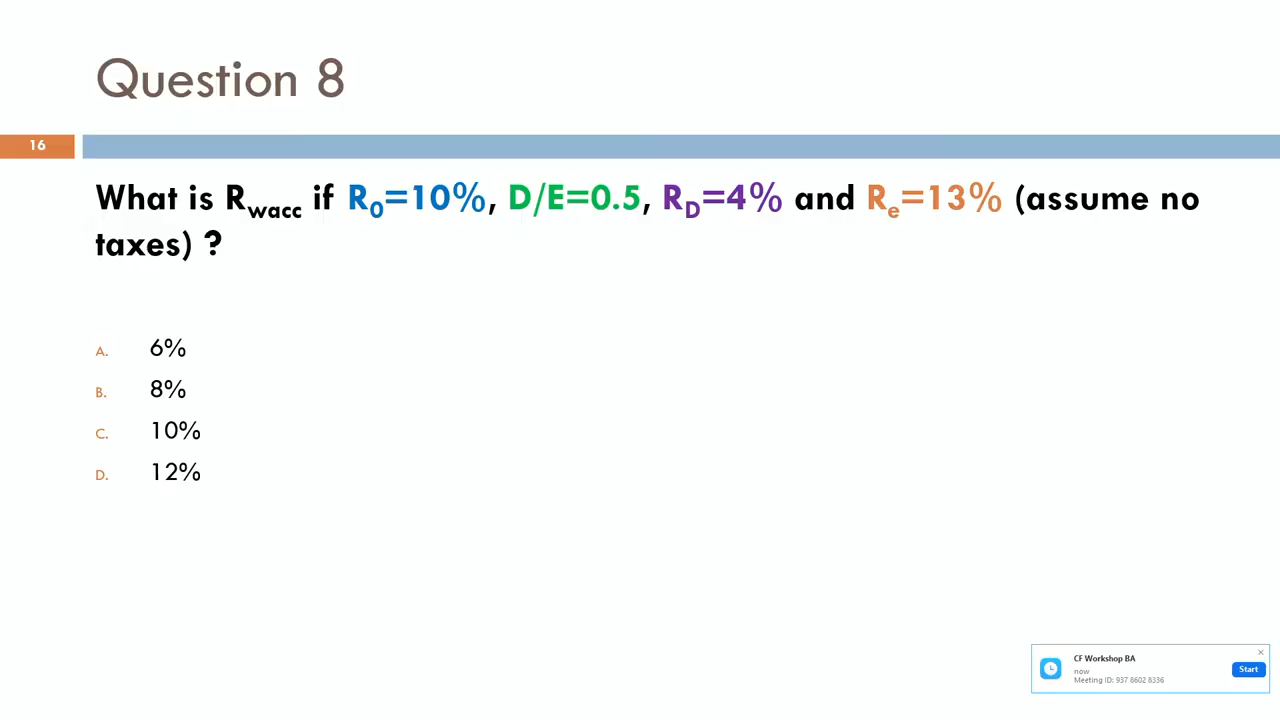 Question 8
16
What is Rwacc if R0=10%, D/E=0.5, RD=4% and Re=13% (assume no
taxes) ?
A. 6%
B. 8%
C. 10%
D. 12%
CF Workshop BA
now
Meeting ID: 937 8602 8336
Start